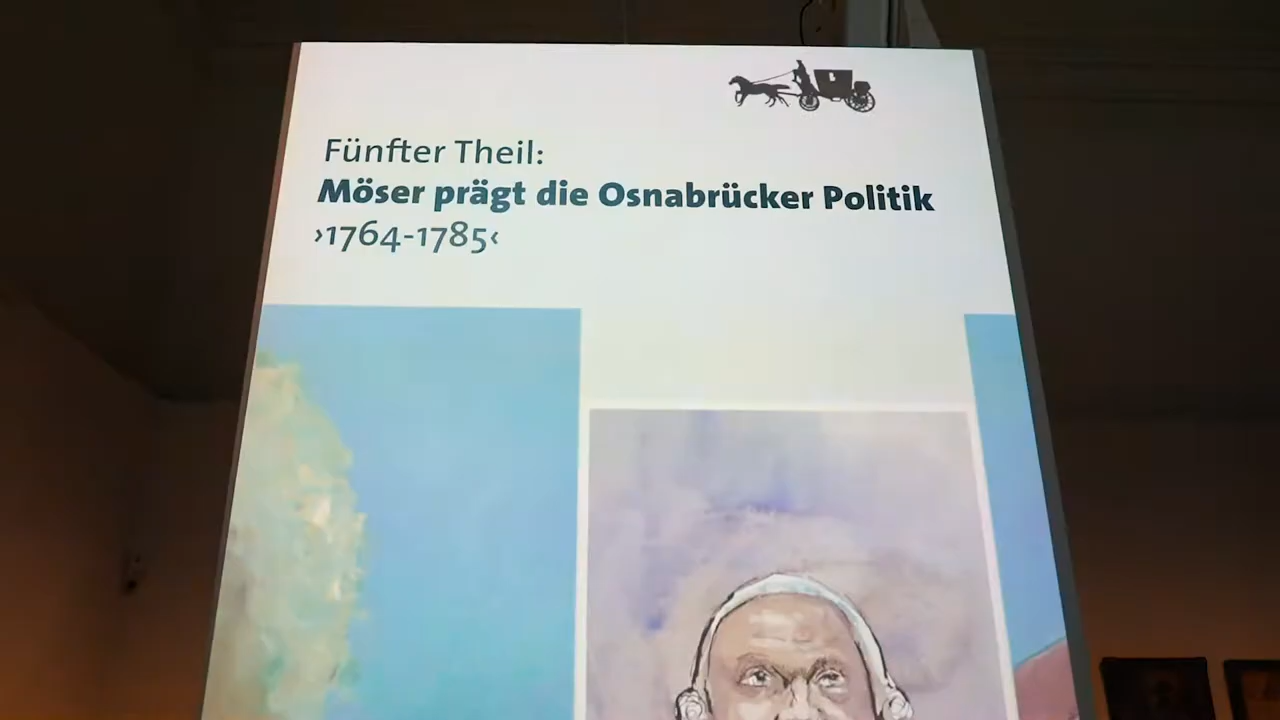 Fünfter Theil:
Möser prägt die Osnabrücker Politik
›1764-1785‹